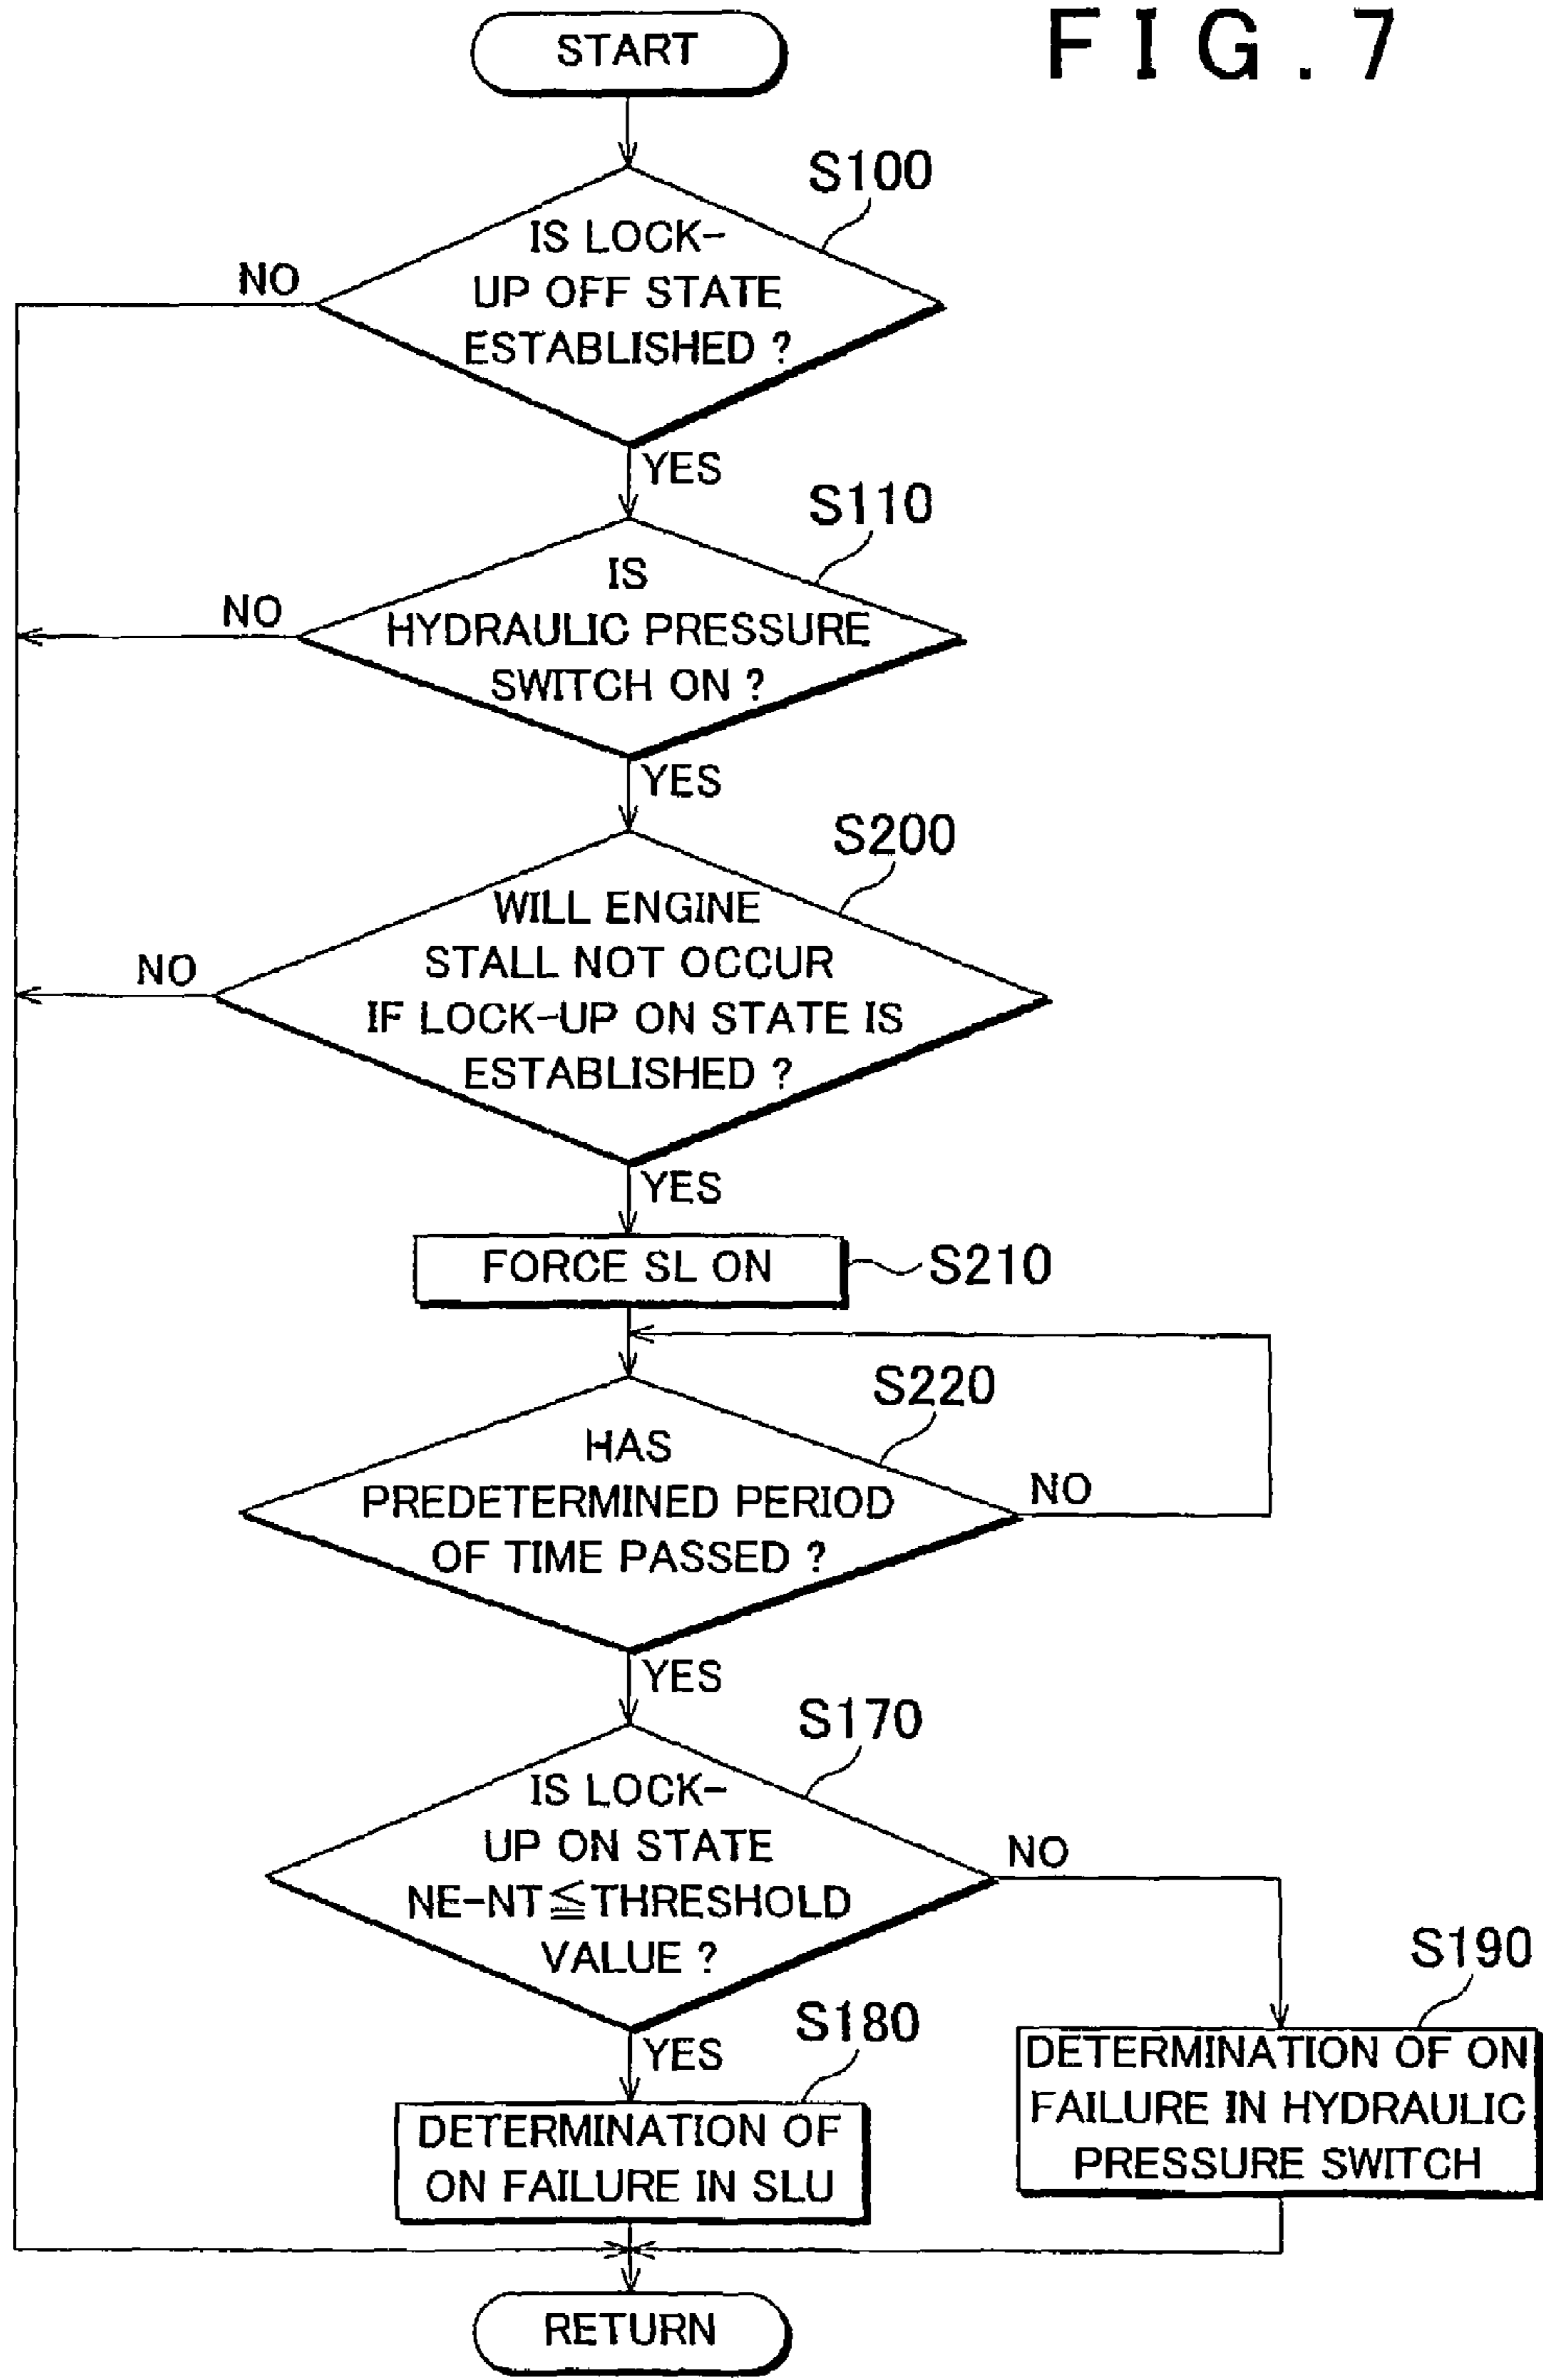 FIG.7
START
S100
IS LOCK-
UP OFF STATE
ESTABLISHED ?
NO
YES
S110
IS
HYDRAULIC PRESSURE
SWITCH ON ?
NO
YES
S200
WILL ENGINE
STALL NOT OCCUR
IF LOCK-UP ON STATE IS
ESTABLISHED ?
NO
YES
FORCE SL ON
S210
S220
HAS
PREDETERMINED PERIOD
OF TIME PASSED ?
NO
YES
S170
IS LOCK-
UP ON STATE
NE-NT≦THRESHOLD
VALUE ?
NO
YES
S180
DETERMINATION OF
ON FAILURE IN SLU
S190
DETERMINATION OF ON
FAILURE IN HYDRAULIC
PRESSURE SWITCH
RETURN